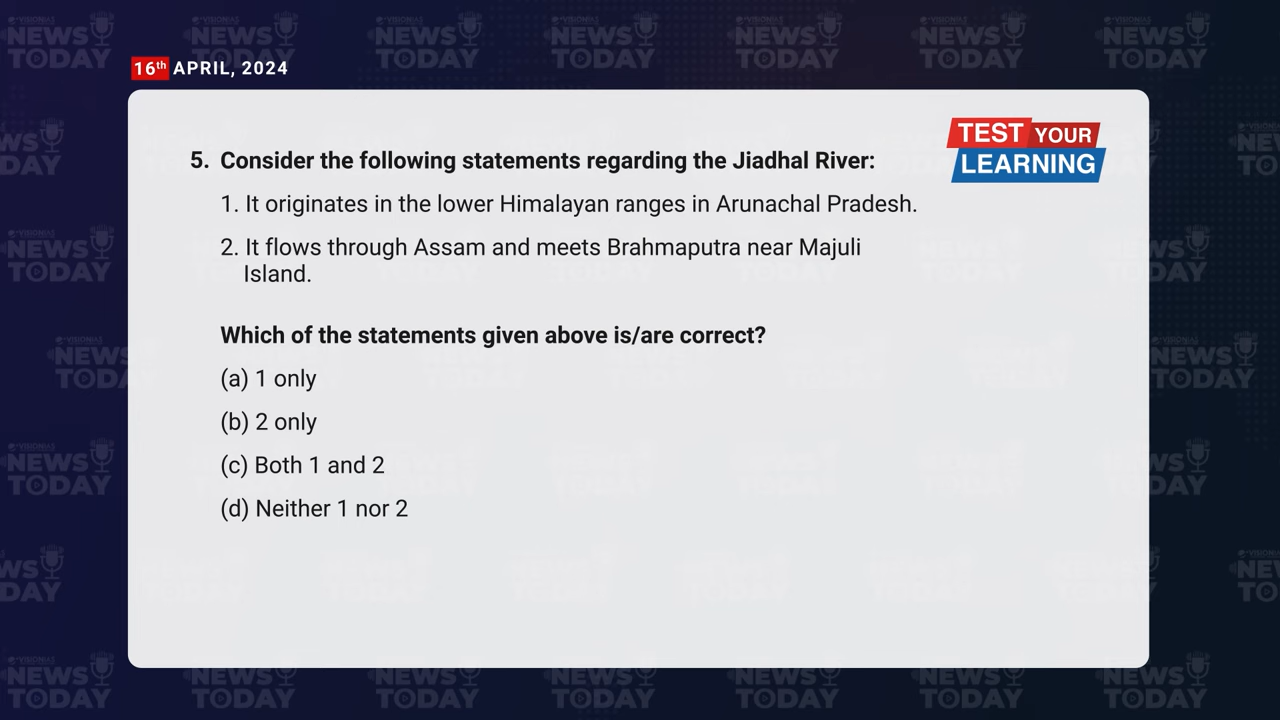 16th APRIL, 2024
TEST YOUR
LEARNING
5. Consider the following statements regarding the Jiadhal River:
1. It originates in the lower Himalayan ranges in Arunachal Pradesh.
2. It flows through Assam and meets Brahmaputra near Majuli
Island.
Which of the statements given above is/are correct?
(a) 1 only
(b) 2 only
(c) Both 1 and 2
(d) Neither 1 nor 2
VISIONIAS
NEWS
TODAY